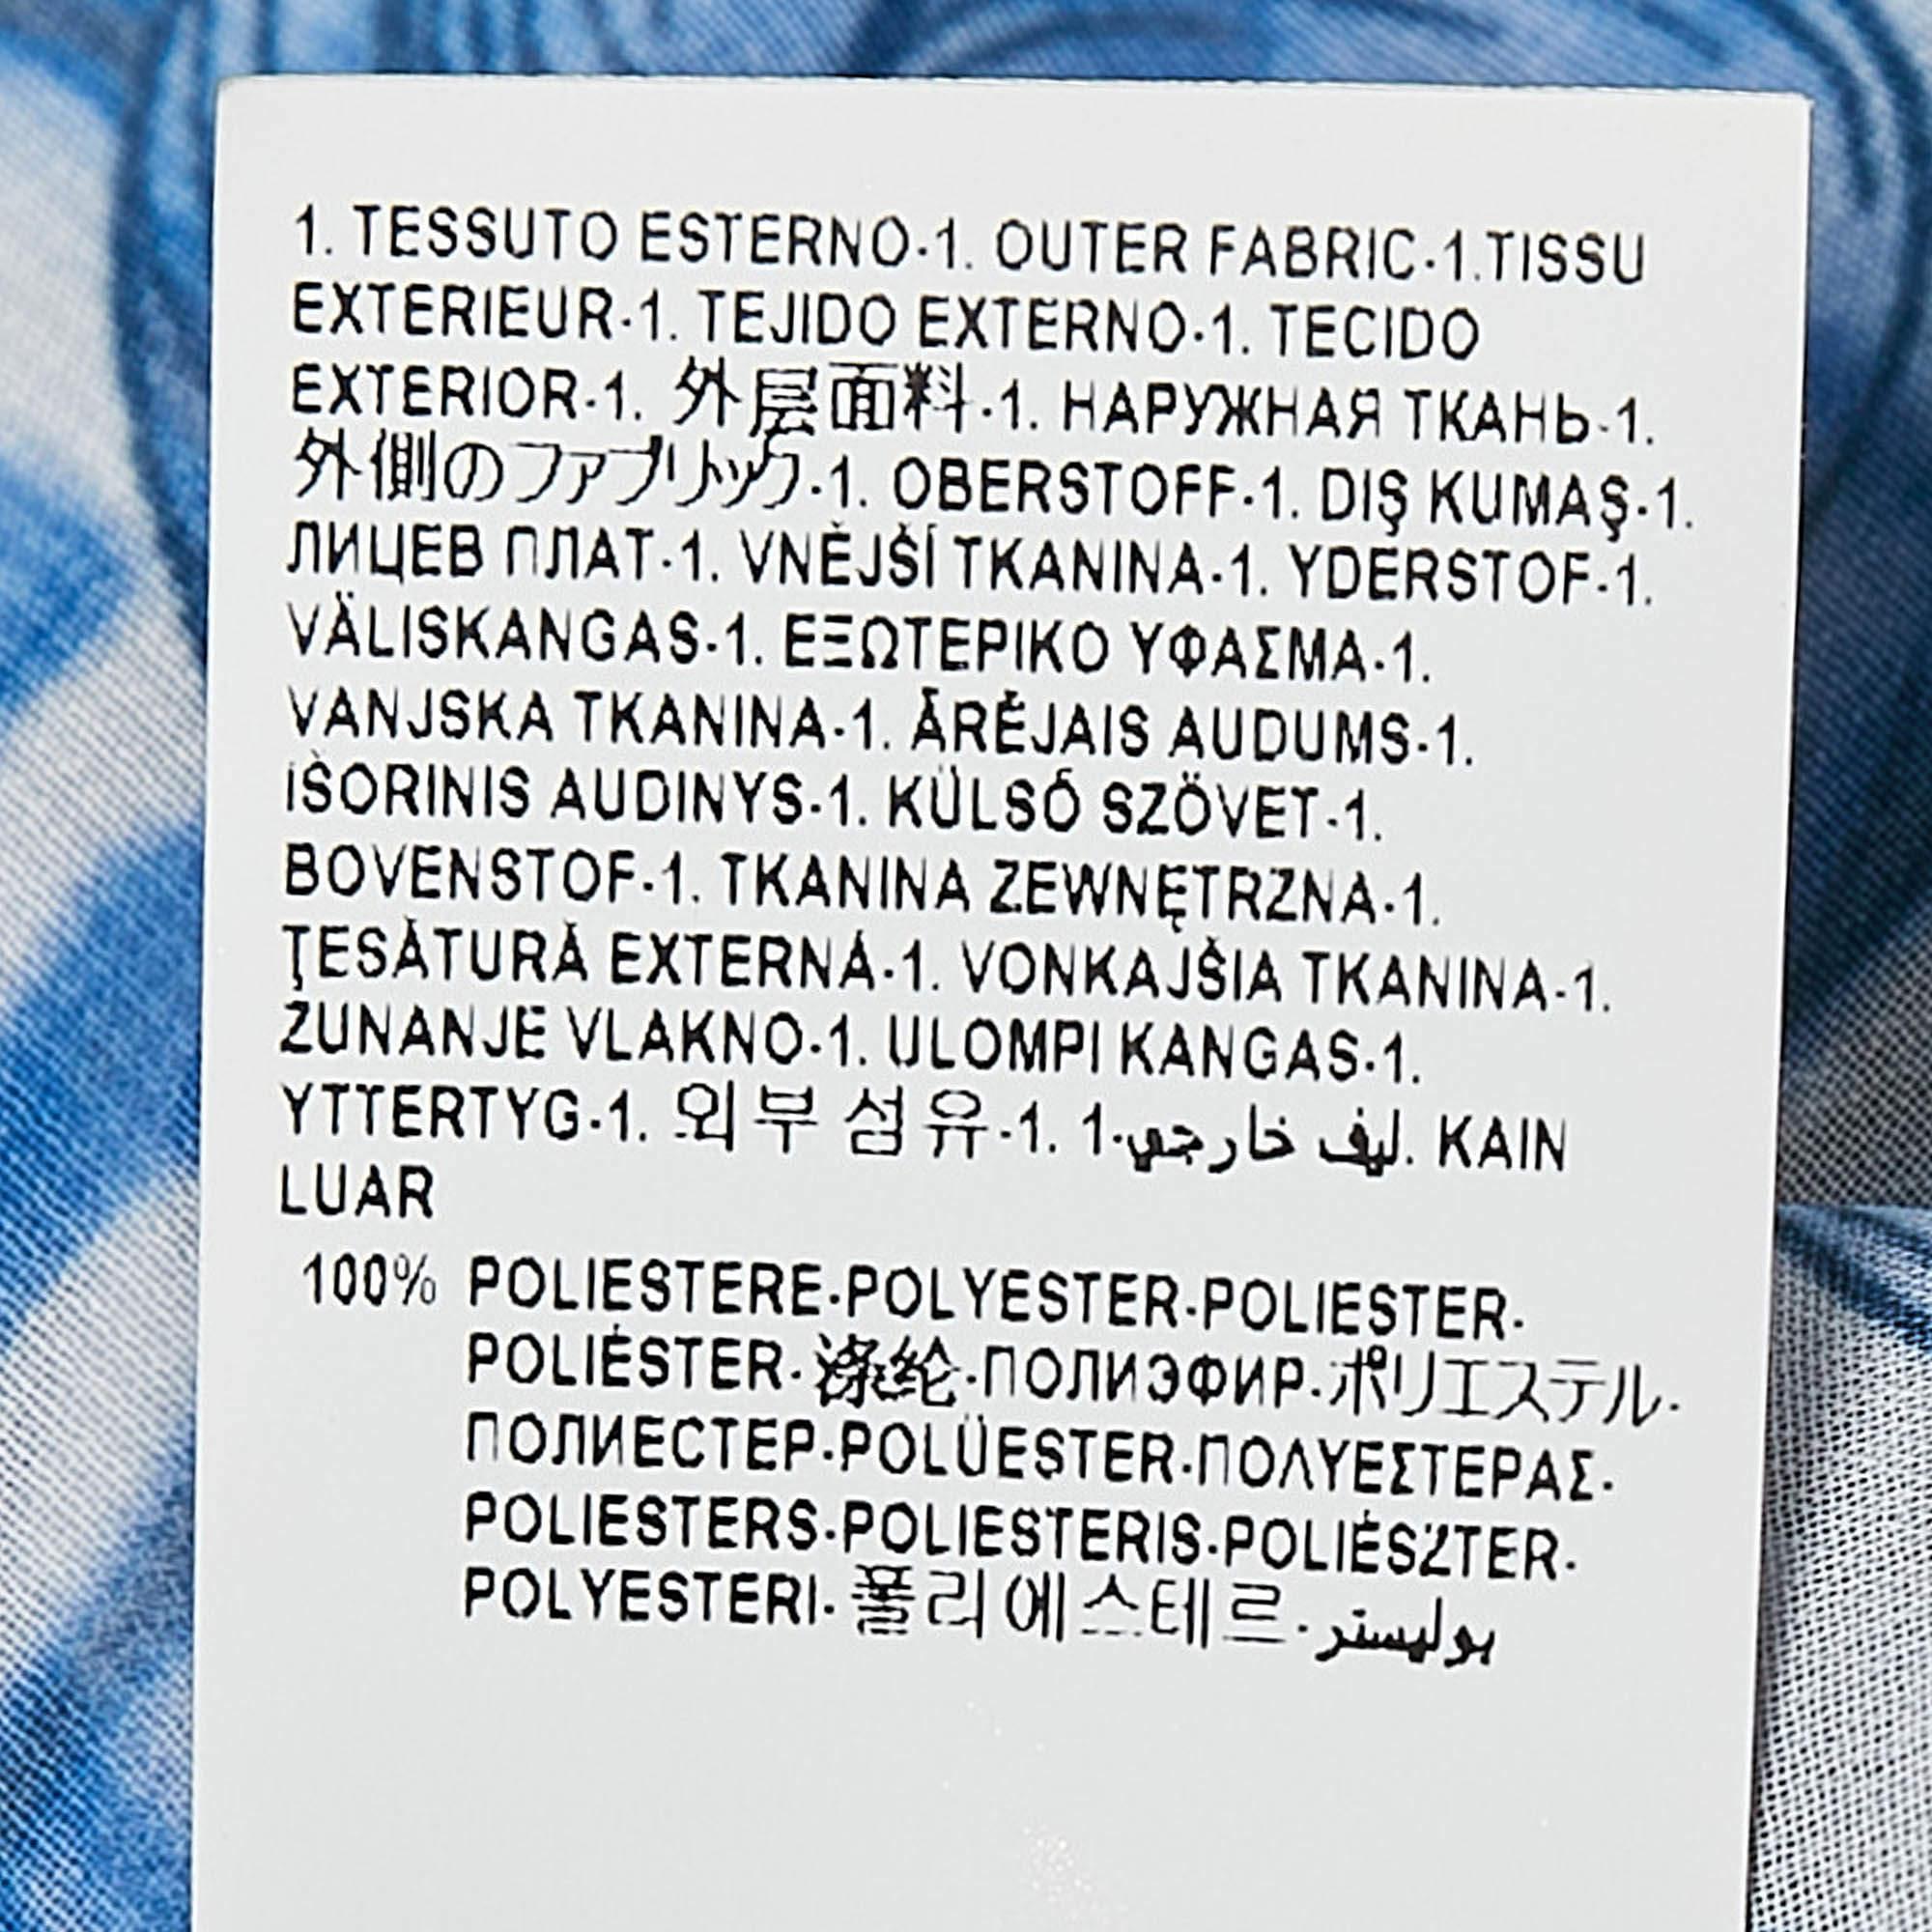 1. TESSUTO ESTERNO-1. OUTER FABRIC-1.TISSU
EXTERIEUR-1. TEJIDO EXTERNO-1. TECIDO
EXTERIOR-1. 外层面料-1. НАРУЖНАЯ ТКАНЬ-1.
外側のファブリック-1. OBERSTOFF-1. DIŞ KUMAŞ-1.
ЛИЦЕВ ПЛАТ-1. VNĚJŠÍ TKANINA-1. YDERSTOF-1.
VÄLISKANGAS-1. ΕΞΩΤΕΡΙΚΟ ΥΦΑΣΜΑ-1.
VANJSKA TKANINA-1. ĀRĒJAIS AUDUMS-1.
IŠORINIS AUDINYS-1. KÜLSŐ SZÖVET-1.
BOVENSTOF-1. TKANINA ZEWNĘTRZNA-1.
ŢESĂTURĂ EXTERNĂ-1. VONKAJŠIA TKANINA-1.
ZUNANJE VLAKNO-1. ULOMPI KANGAS-1.
YTTERTYG-1. 외부 섬유-1. ليف خارجي-1. KAIN
LUAR
100% POLIESTERE-POLYESTER-POLIESTER-
POLIÉSTER-涤纶-ПОЛИЭФИР-ポリエステル-
ПОЛИЕСТЕР-POLÜESTER-ΠΟΛΥΕΣΤΕΡΑΣ-
POLIESTERS-POLIESTERIS-POLIÉSZTER-
POLYESTERI-폴리에스테르-بوليستر